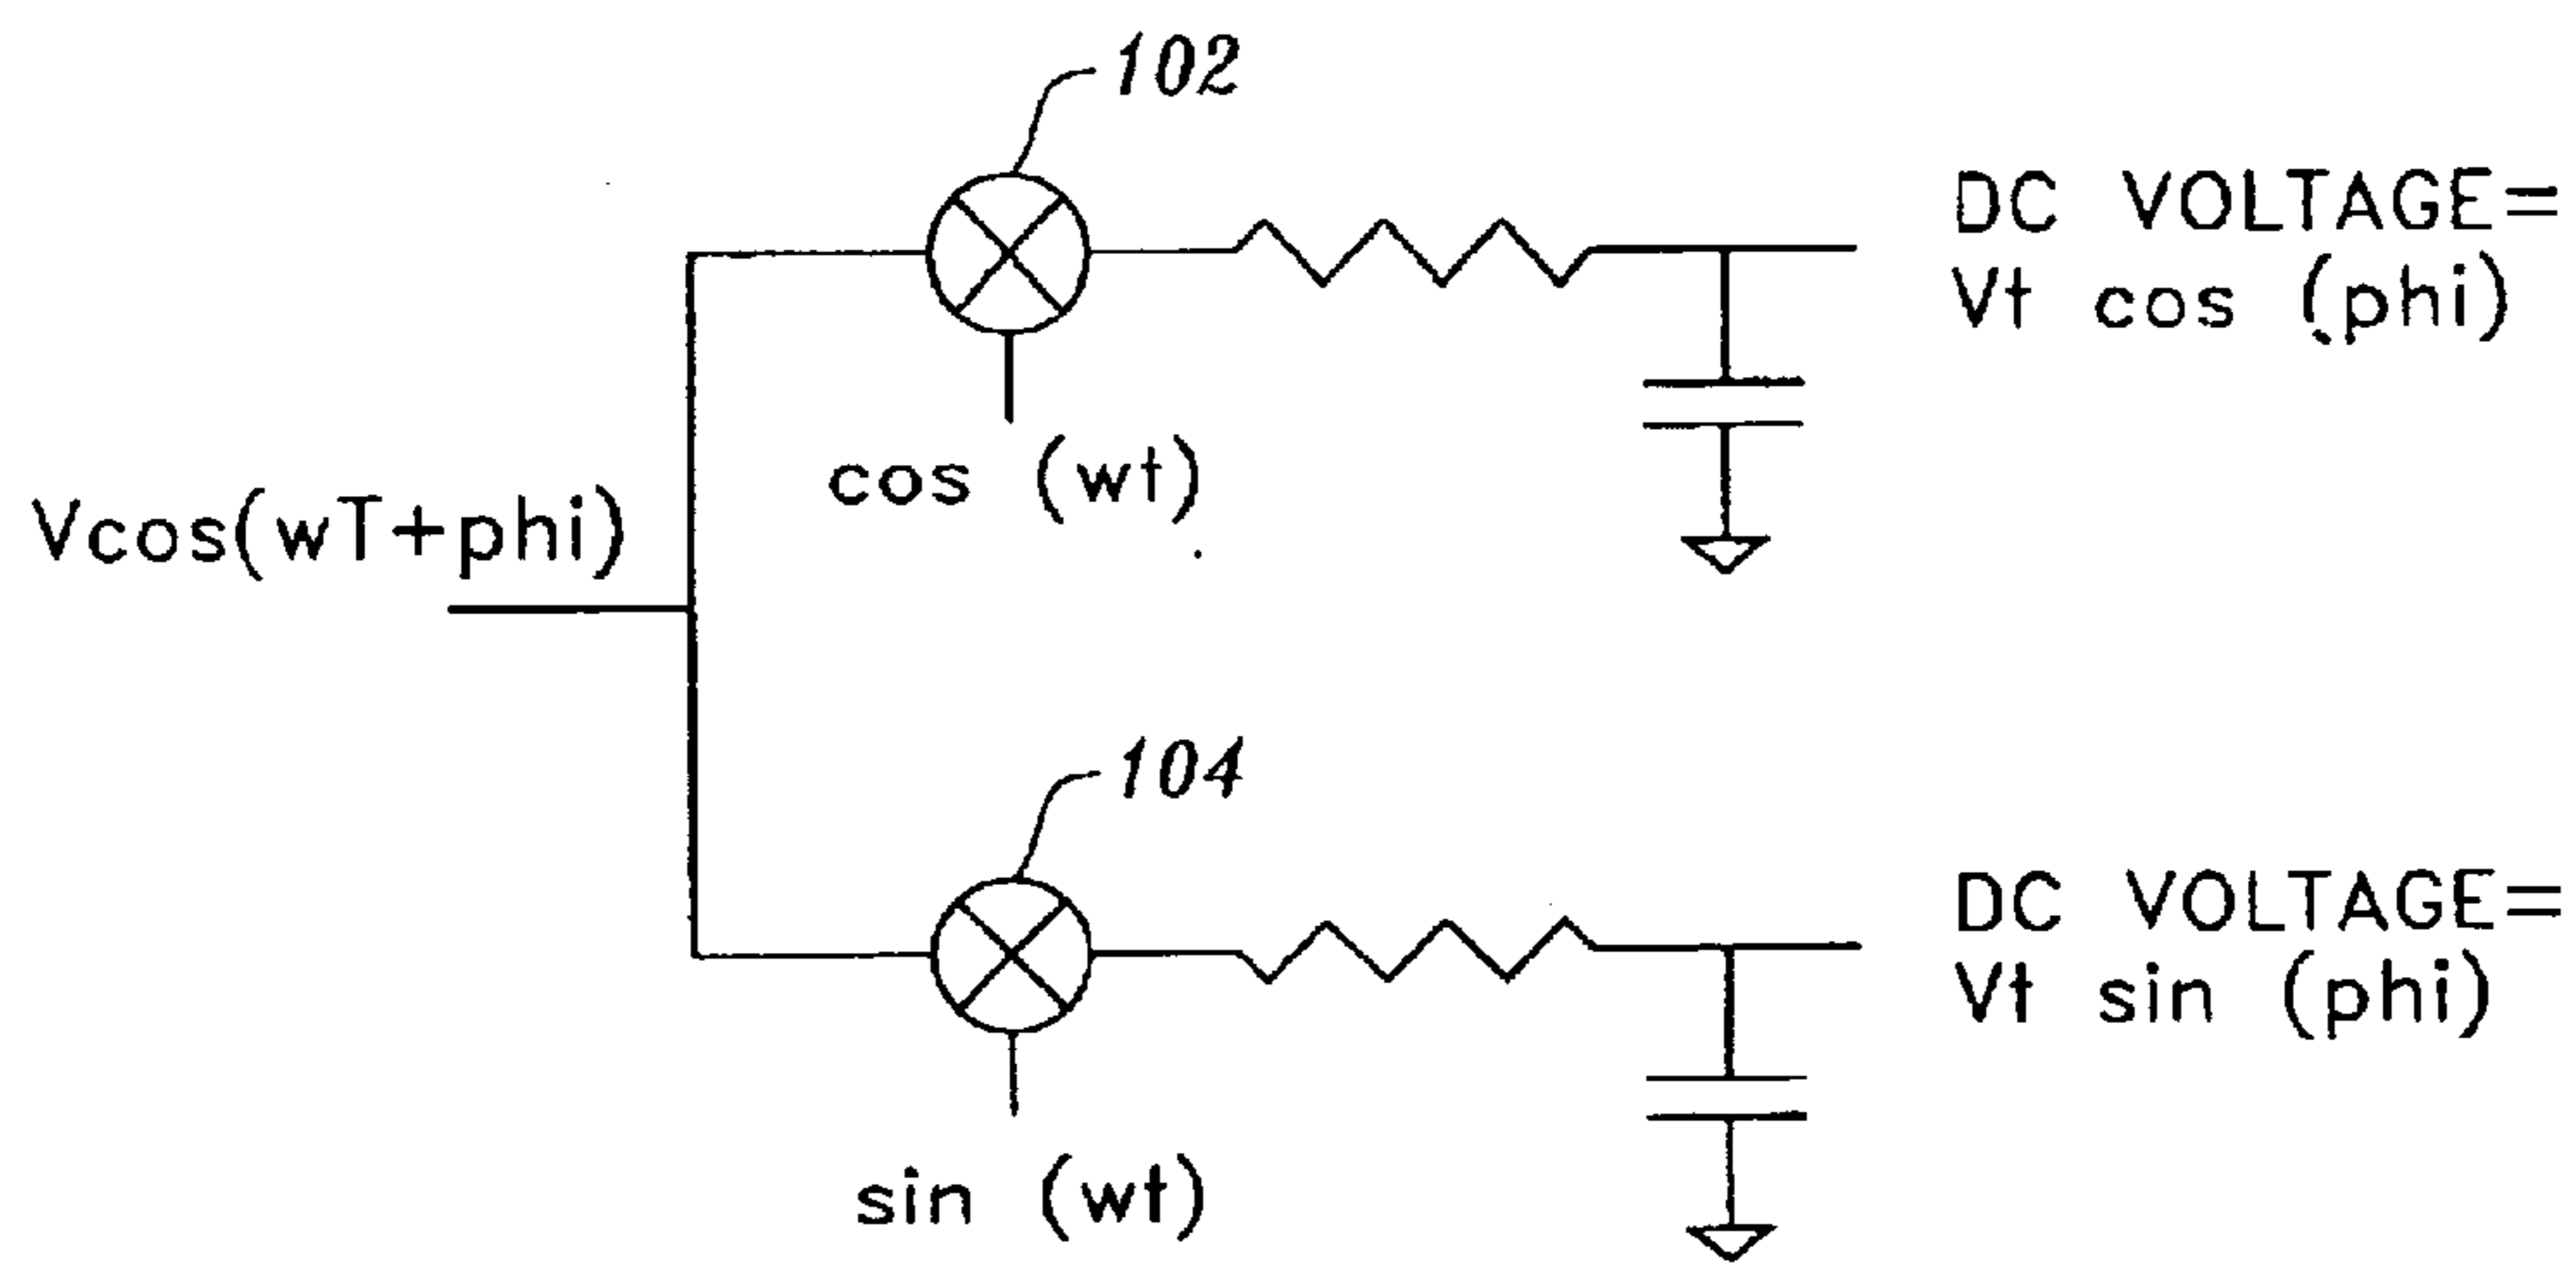 102
DC VOLTAGE=
Vt cos (phi)
cos (wt)
Vcos(wT+phi)
104
DC VOLTAGE=
Vt sin (phi)
sin (wt)